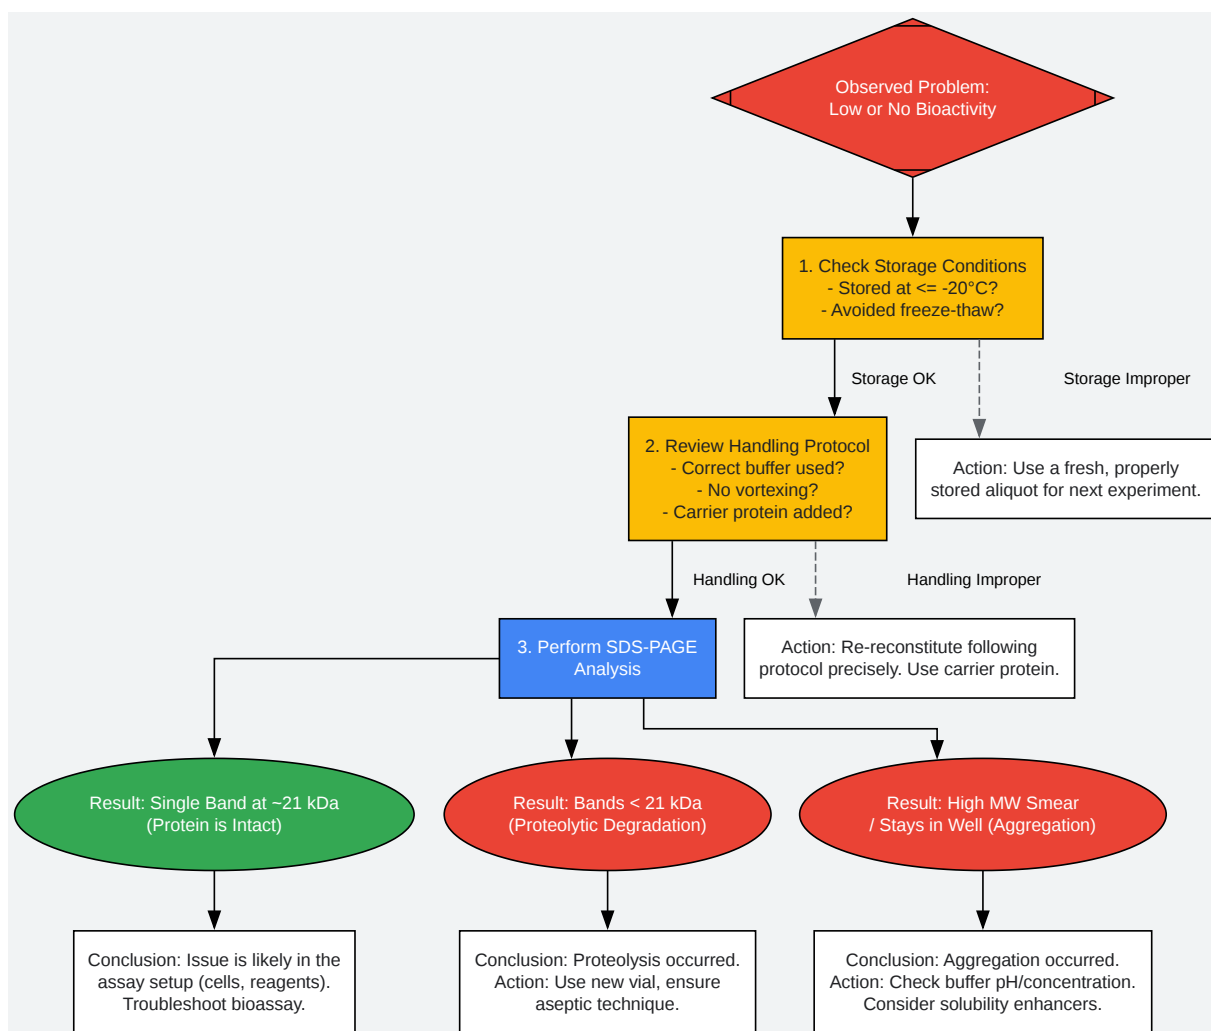 Observed Problem:
Low or No Bioactivity
1. Check Storage Conditions
- Stored at <= -20°C?
- Avoided freeze-thaw?
Storage OK
Storage Improper
2. Review Handling Protocol
- Correct buffer used?
- No vortexing?
- Carrier protein added?
Action: Use a fresh, properly
stored aliquot for next experiment.
Handling OK
Handling Improper
3. Perform SDS-PAGE
Analysis
Action: Re-reconstitute following
protocol precisely. Use carrier protein.
Result: Single Band at ~21 kDa
(Protein is Intact)
Result: Bands < 21 kDa
(Proteolytic Degradation)
Result: High MW Smear
/ Stays in Well (Aggregation)
Conclusion: Issue is likely in the
assay setup (cells, reagents).
Troubleshoot bioassay.
Conclusion: Proteolysis occurred.
Action: Use new vial, ensure
aseptic technique.
Conclusion: Aggregation occurred.
Action: Check buffer pH/concentration.
Consider solubility enhancers.